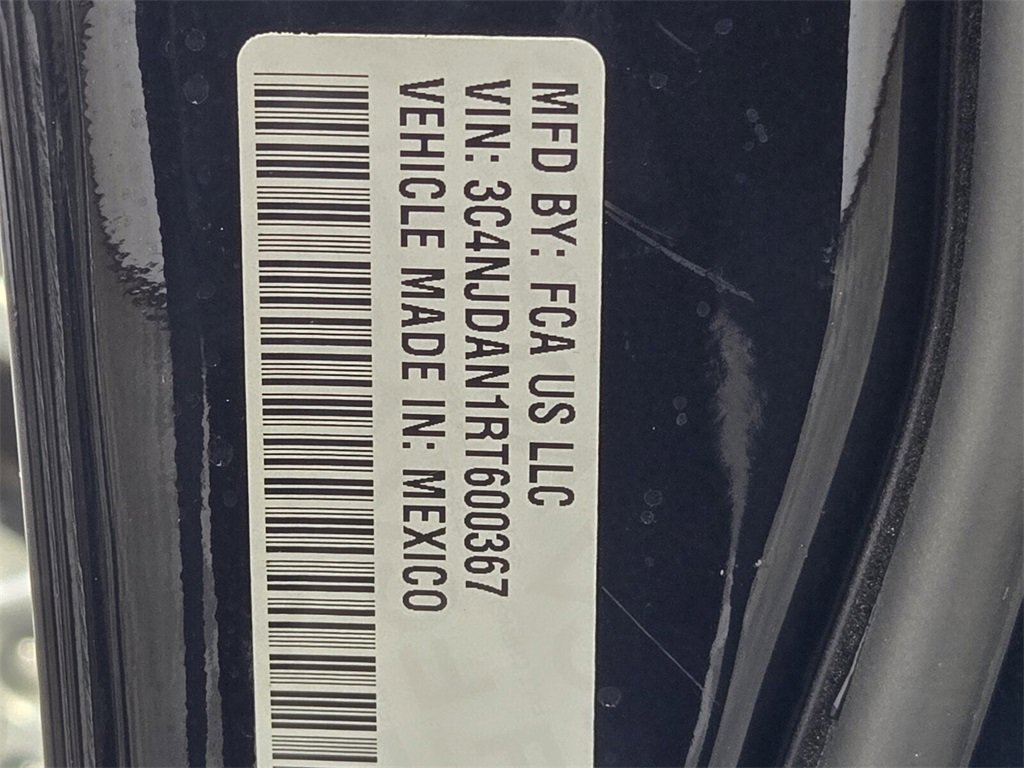 MFD BY: FCA US LLC
VIN: 3C4NJDAN1RT600367
VEHICLE MADE IN: MEXICO